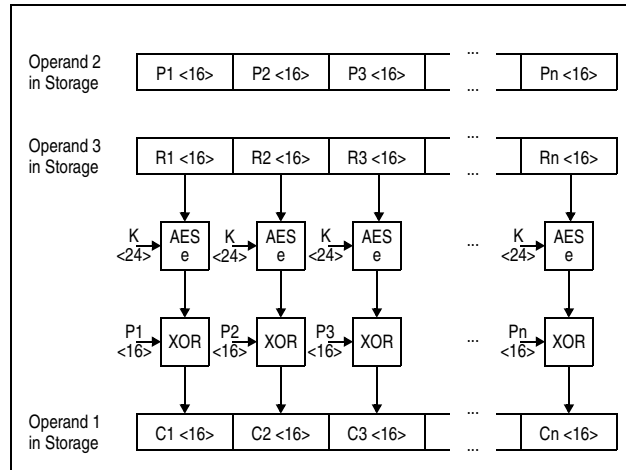 Operand 2
in Storage
P1 <16> P2 <16> P3 <16> ... ... Pn <16>
Operand 3
in Storage
R1 <16> R2 <16> R3 <16> ... ... Rn <16>
K <24> AES e K <24> AES e K <24> AES e ... K <24> AES e
P1 <16> XOR P2 <16> XOR P3 <16> XOR ... Pn <16> XOR
Operand 1
in Storage
C1 <16> C2 <16> C3 <16> ... ... Cn <16>